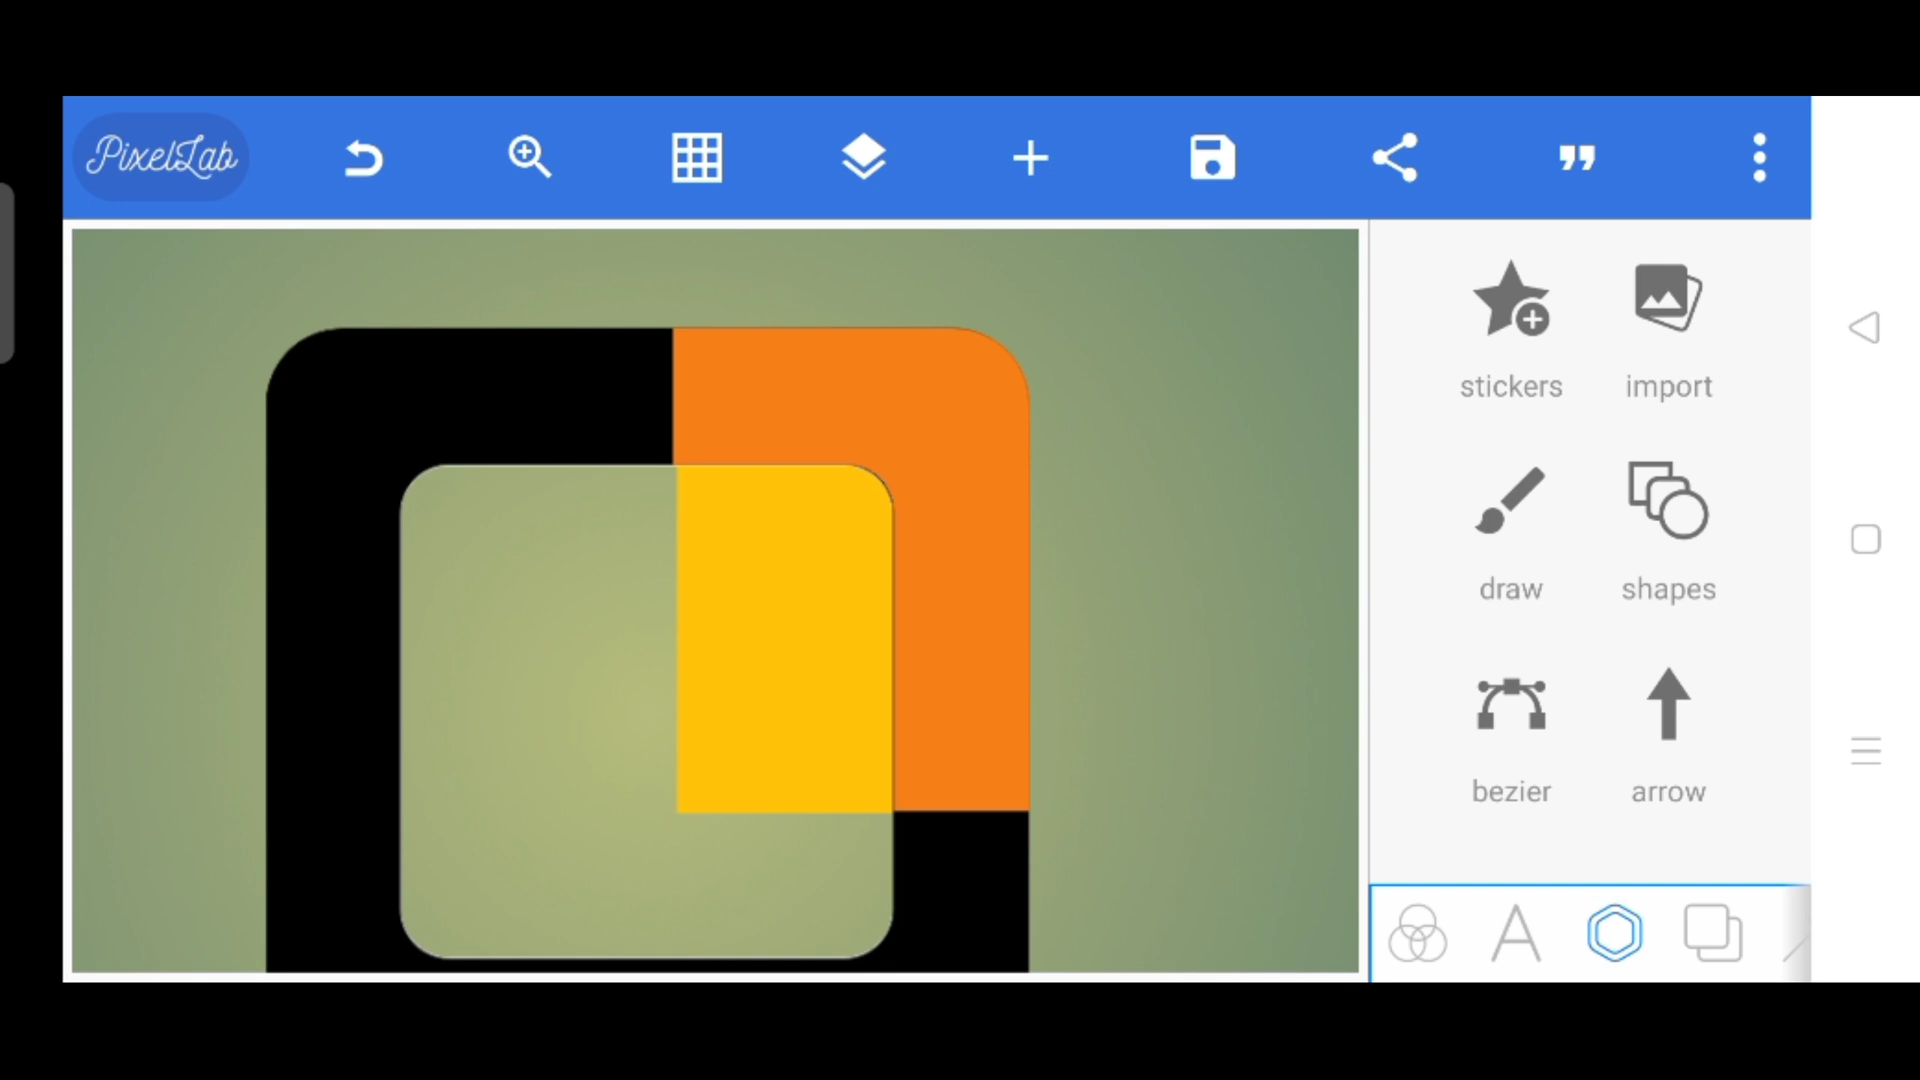 PixelLab
stickers
import
draw
shapes
bezier
arrow